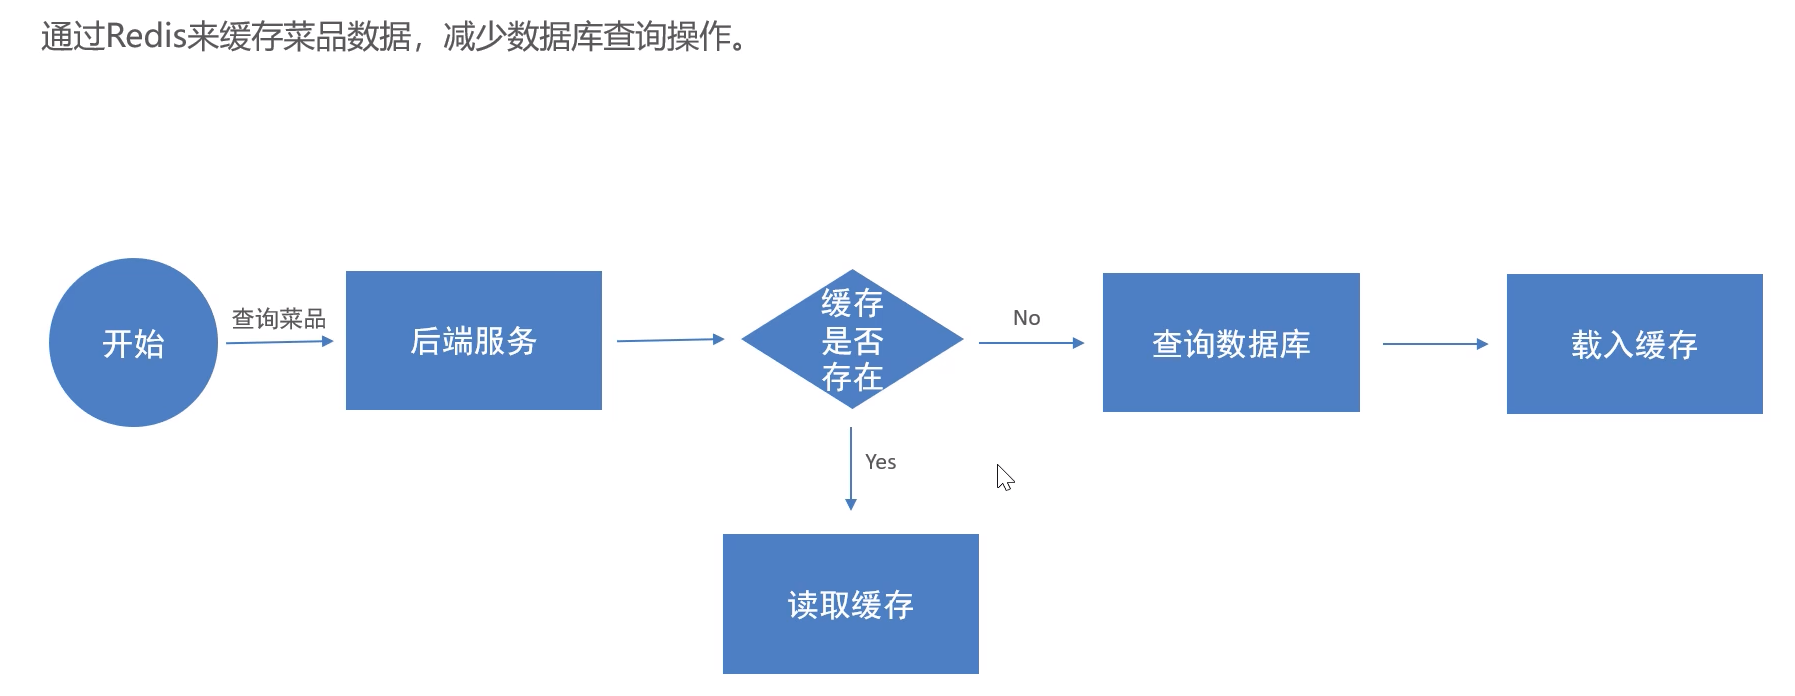 通过Redis来缓存菜品数据，减少数据库查询操作。
开始
查询菜品
后端服务
缓存
是否
存在
No
查询数据库
载入缓存
Yes
读取缓存